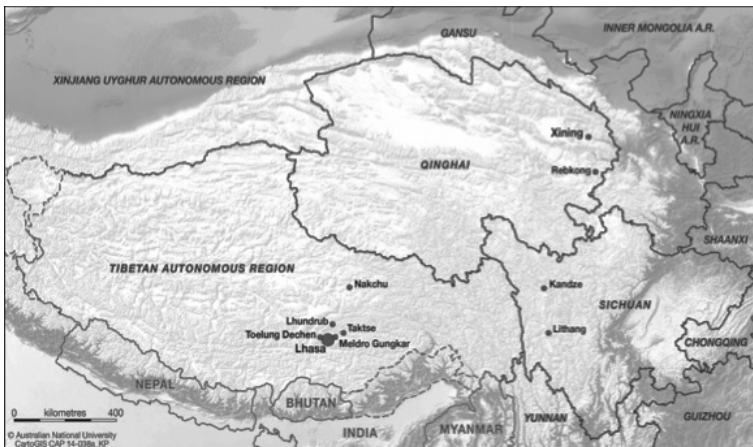 GANSU
INNER MONGOLIA A.R.
XINJIANG UYGHUR AUTONOMOUS REGION
NINGXIA
HUI
A.R.
Xining
QINGHAI
Rebkong
SHAANXI
TIBETAN AUTONOMOUS REGION
Nakchu
Kandze
SICHUAN
Lhundrub
Taktse
Toelung Dechen
Lithang
Meldro Gungkar
Lhasa
CHONGQING
NEPAL
BHUTAN
0 kilometres 400
GUIZHOU
YUNNAN
INDIA
MYANMAR
© Australian National University
CartoGIS CAP 14-038a_KP